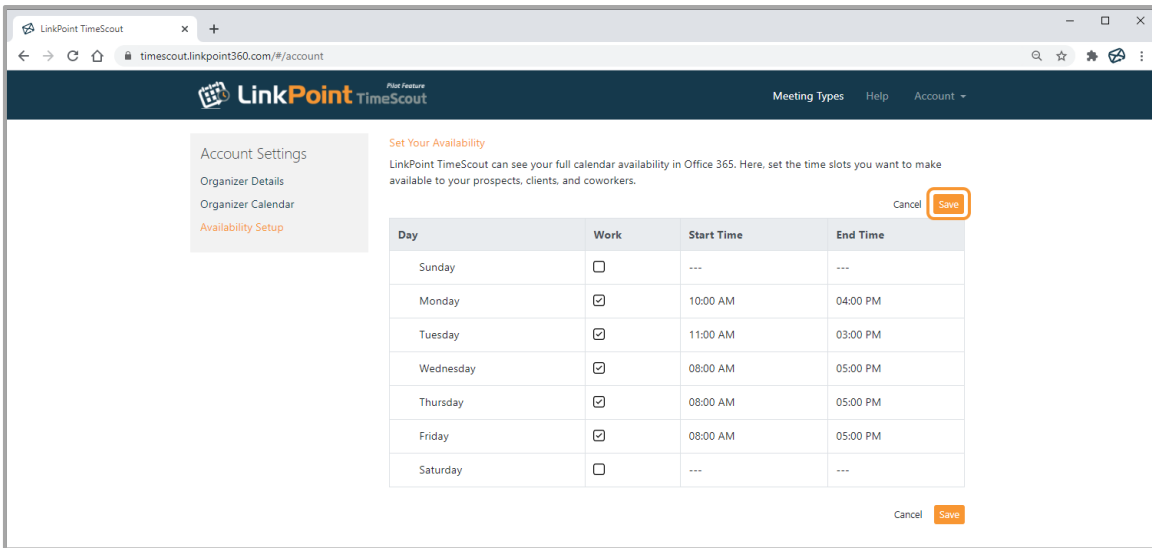 LinkPoint TimeScout
timescout.linkpoint360.com/#/account
LinkPoint TimeScout Pilot Feature
Meeting Types Help Account
Account Settings
Organizer Details
Organizer Calendar
Availability Setup
Set Your Availability
LinkPoint TimeScout can see your full calendar availability in Office 365. Here, set the time slots you want to make
available to your prospects, clients, and coworkers.
Cancel Save
Day Work Start Time End Time
Sunday --- ---
Monday 10:00 AM 04:00 PM
Tuesday 11:00 AM 03:00 PM
Wednesday 08:00 AM 05:00 PM
Thursday 08:00 AM 05:00 PM
Friday 08:00 AM 05:00 PM
Saturday --- ---
Cancel Save